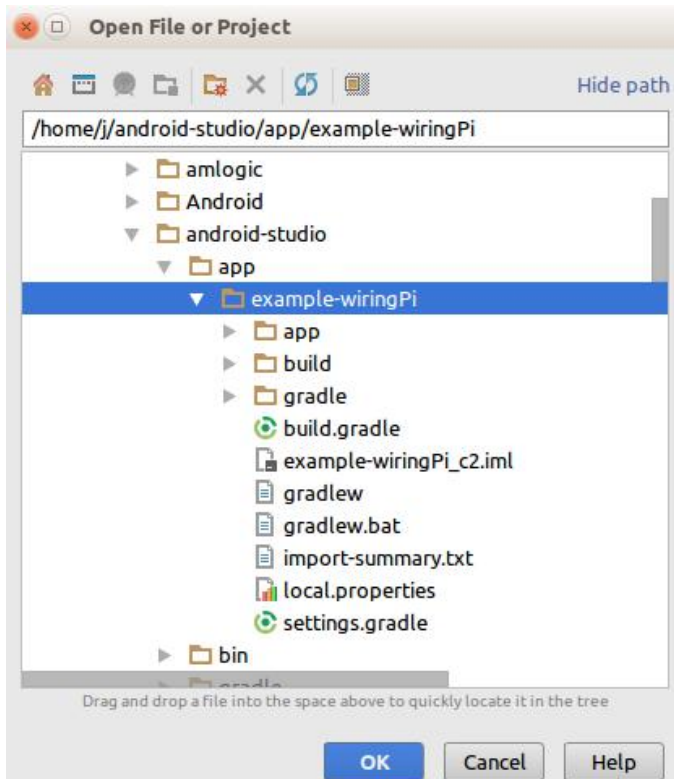 Open File or Project
Hide path
/home/j/android-studio/app/example-wiringPi
amlogic
Android
android-studio
app
example-wiringPi
app
build
gradle
build.gradle
example-wiringPi_c2.iml
gradlew
gradlew.bat
import-summary.txt
local.properties
settings.gradle
bin
gradle
Drag and drop a file into the space above to quickly locate it in the tree
OK Cancel Help